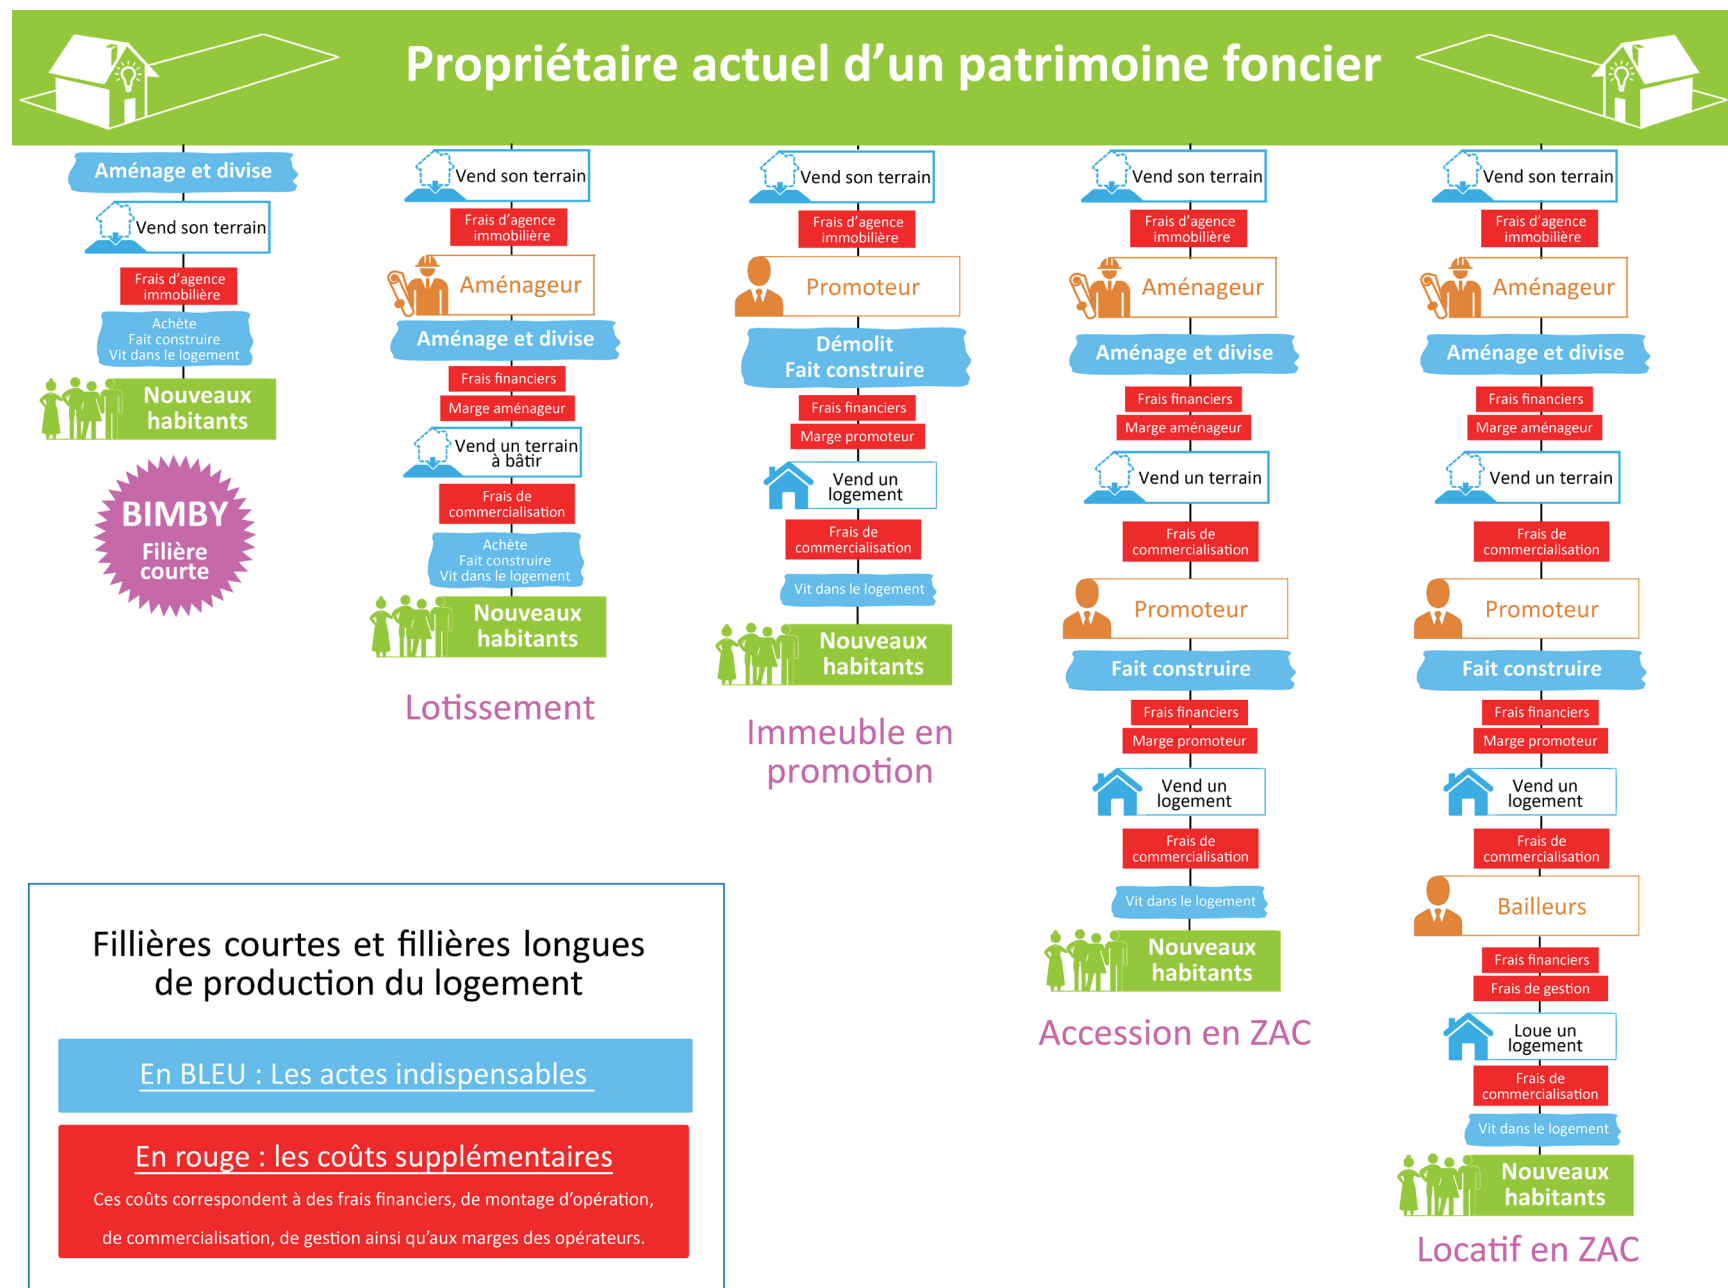 Propriétaire actuel d’un patrimoine foncier
Aménage et divise
Vend son terrain
Frais d’agence
immobilière
Achète
Fait construire
Vit dans le logement
Nouveaux
habitants
BIMBY
Filière
courte
Vend son terrain
Frais d’agence
immobilière
Aménageur
Aménage et divise
Frais financiers
Marge aménageur
Vend un terrain
à bâtir
Frais de
commercialisation
Achète
Fait construire
Vit dans le logement
Nouveaux
habitants
Lotissement
Vend son terrain
Frais d’agence
immobilière
Promoteur
Démolit
Fait construire
Frais financiers
Marge promoteur
Vend un
logement
Frais de
commercialisation
Vit dans le logement
Nouveaux
habitants
Immeuble en
promotion
Vend son terrain
Frais d’agence
immobilière
Aménageur
Aménage et divise
Frais financiers
Marge aménageur
Vend un terrain
Frais de
commercialisation
Promoteur
Fait construire
Frais financiers
Marge promoteur
Vend un
logement
Frais de
commercialisation
Vit dans le logement
Nouveaux
habitants
Accession en ZAC
Vend son terrain
Frais d’agence
immobilière
Aménageur
Aménage et divise
Frais financiers
Marge aménageur
Vend un terrain
Frais de
commercialisation
Promoteur
Fait construire
Frais financiers
Marge promoteur
Vend un
logement
Frais de
commercialisation
Bailleurs
Frais financiers
Frais de gestion
Loue un
logement
Frais de
commercialisation
Vit dans le logement
Nouveaux
habitants
Locatif en ZAC
Fillières courtes et fillières longues
de production du logement
En BLEU : Les actes indispensables
En rouge : les coûts supplémentaires
Ces coûts correspondent à des frais financiers, de montage d’opération,
de commercialisation, de gestion ainsi qu’aux marges des opérateurs.